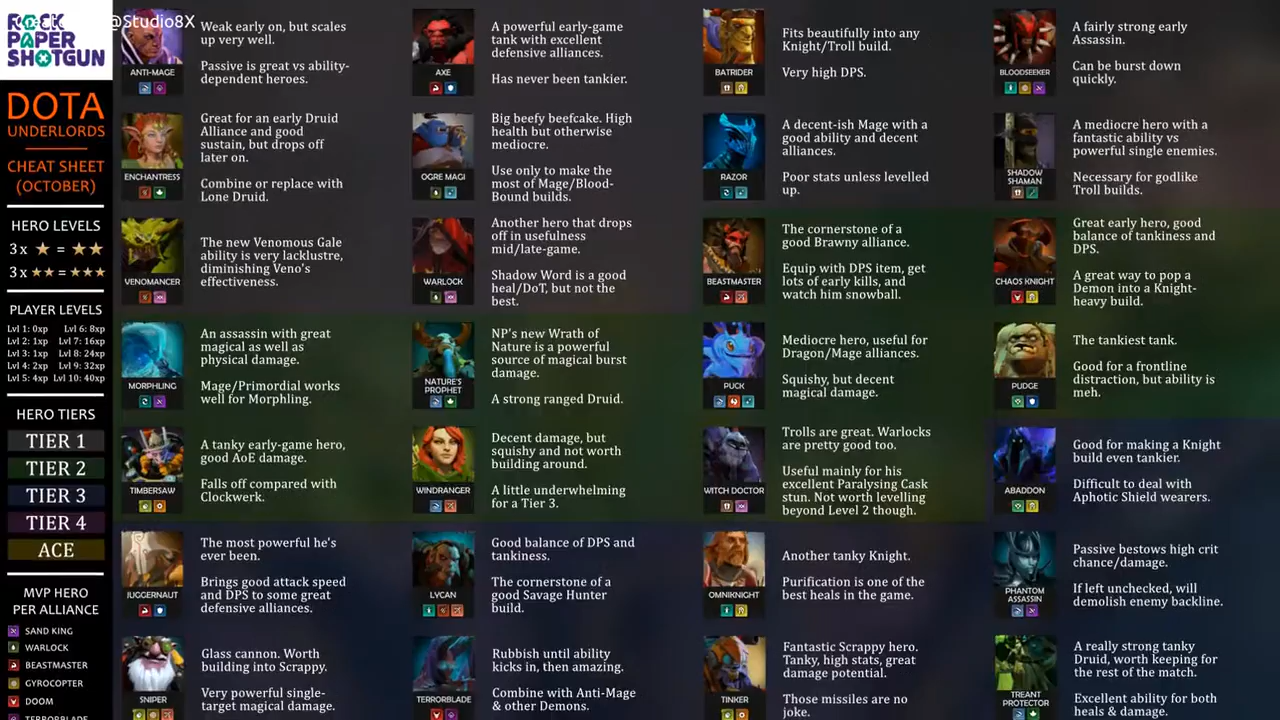 @Studio8X
ROCK
PAPER
SHOTGUN
DOTA
UNDERLORDS
CHEAT SHEET
(OCTOBER)
HERO LEVELS
3 x ★ = ★★
3 x ★★ = ★★★
PLAYER LEVELS
Lvl 1: 0xp Lvl 6: 8xp
Lvl 2: 1xp Lvl 7: 16xp
Lvl 3: 1xp Lvl 8: 24xp
Lvl 4: 2xp Lvl 9: 32xp
Lvl 5: 4xp Lvl 10: 40xp
HERO TIERS
TIER 1
TIER 2
TIER 3
TIER 4
ACE
MVP HERO
PER ALLIANCE
SAND KING
WARLOCK
BEASTMASTER
GYROCOPTER
DOOM
TERRORBLADE
ANTI-MAGE
Weak early on, but scales
up very well.
Passive is great vs ability-
dependent heroes.
AXE
A powerful early-game
tank with excellent
defensive alliances.
Has never been tankier.
BATRIDER
Fits beautifully into any
Knight/Troll build.
Very high DPS.
BLOODSEEKER
A fairly strong early
Assassin.
Can be burst down
quickly.
ENCHANTRESS
Great for an early Druid
Alliance and good
sustain, but drops off
later on.
Combine or replace with
Lone Druid.
OGRE MAGI
Big beefy beefcake. High
health but otherwise
mediocre.
Use only to make the
most of Mage/Blood-
Bound builds.
RAZOR
A decent-ish Mage with a
good ability and decent
alliances.
Poor stats unless levelled
up.
SHADOW
SHAMAN
A mediocre hero with a
fantastic ability vs
powerful single enemies.
Necessary for godlike
Troll builds.
VENOMANCER
The new Venomous Gale
ability is very lacklustre,
diminishing Veno's
effectiveness.
WARLOCK
Another hero that drops
off in usefulness
mid/late-game.
Shadow Word is a good
heal/DoT, but not the
best.
BEASTMASTER
The cornerstone of a
good Brawny alliance.
Equip with DPS item, get
lots of early kills, and
watch him snowball.
CHAOS KNIGHT
Great early hero, good
balance of tankiness and
DPS.
A great way to pop a
Demon into a Knight-
heavy build.
MORPHLING
An assassin with great
magical as well as
physical damage.
Mage/Primordial works
well for Morphling.
NATURE'S
PROPHET
NP's new Wrath of
Nature is a powerful
source of magical burst
damage.
A strong ranged Druid.
PUCK
Mediocre hero, useful for
Dragon/Mage alliances.
Squishy, but decent
magical damage.
PUDGE
The tankiest tank.
Good for a frontline
distraction, but ability is
meh.
TIMBERSAW
A tanky early-game hero,
good AoE damage.
Falls off compared with
Clockwerk.
WINDRANGER
Decent damage, but
squishy and not worth
building around.
A little underwhelming
for a Tier 3.
WITCH DOCTOR
Trolls are great. Warlocks
are pretty good too.
Useful mainly for his
excellent Paralysing Cask
stun. Not worth levelling
beyond Level 2 though.
ABADDON
Good for making a Knight
build even tankier.
Difficult to deal with
Aphotic Shield wearers.
JUGGERNAUT
The most powerful he's
ever been.
Brings good attack speed
and DPS to some great
defensive alliances.
LYCAN
Good balance of DPS and
tankiness.
The cornerstone of a
good Savage Hunter
build.
OMNIKNIGHT
Another tanky Knight.
Purification is one of the
best heals in the game.
PHANTOM
ASSASSIN
Passive bestows high crit
chance/damage.
If left unchecked, will
demolish enemy backline.
SNIPER
Glass cannon. Worth
building into Scrappy.
Very powerful single-
target magical damage.
TERRORBLADE
Rubbish until ability
kicks in, then amazing.
Combine with Anti-Mage
& other Demons.
TINKER
Fantastic Scrappy hero.
Tanky, high stats, great
damage potential.
Those missiles are no
joke.
TREANT
PROTECTOR
A really strong tanky
Druid, worth keeping for
the rest of the match.
Excellent ability for both
heals & damage.